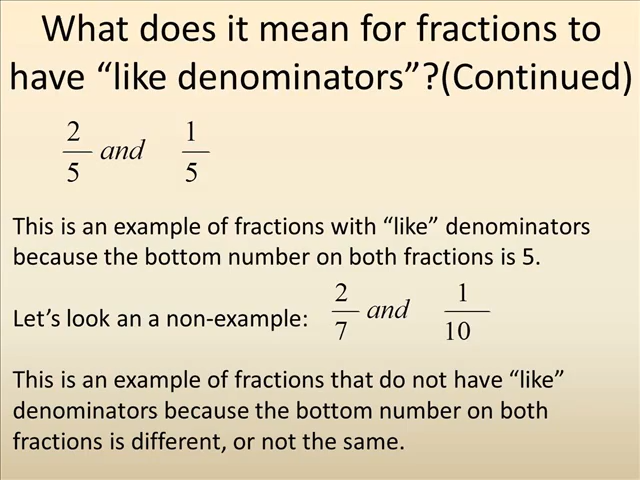 What does it mean for fractions to
have “like denominators”?(Continued)
2/5 and 1/5
This is an example of fractions with “like” denominators
because the bottom number on both fractions is 5.
Let’s look an a non-example: 2/7 and 1/10
This is an example of fractions that do not have “like”
denominators because the bottom number on both
fractions is different, or not the same.